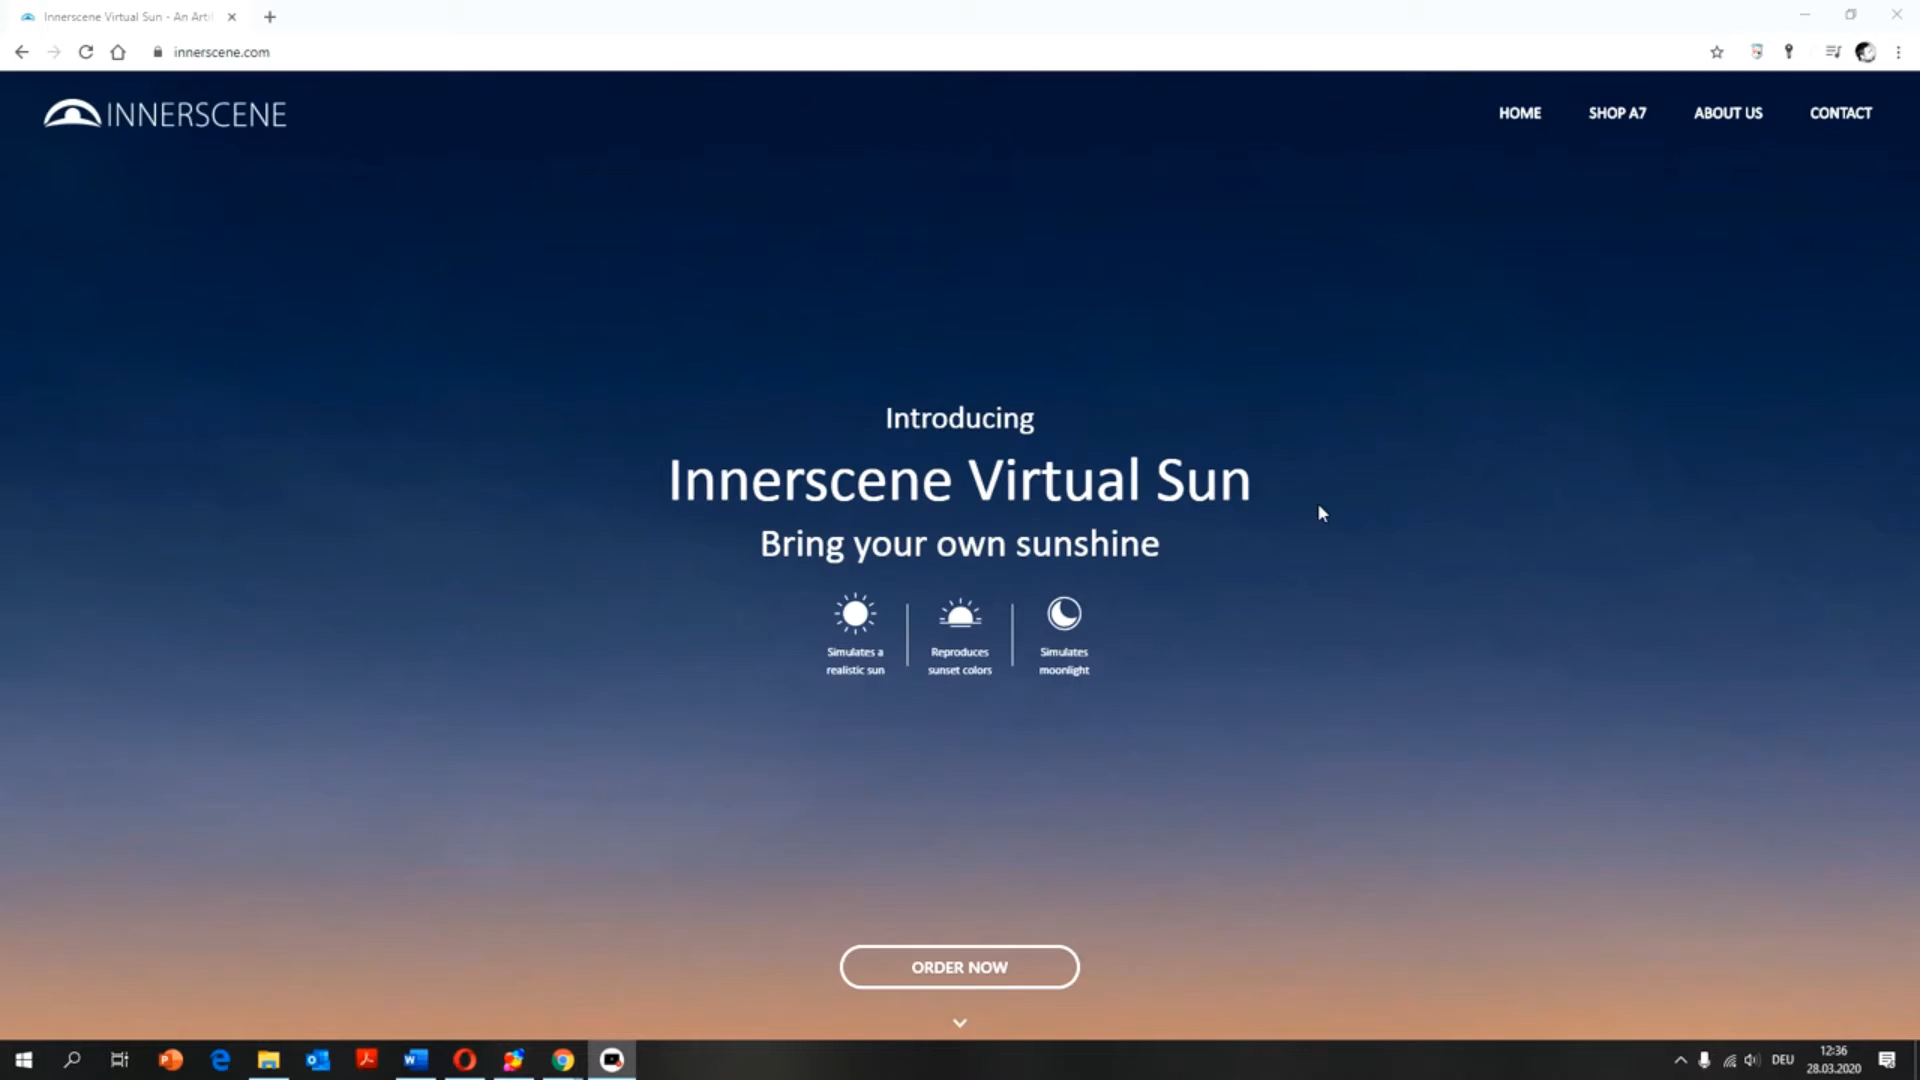 Innerscene Virtual Sun - An Arti
innerscene.com
INNERSCENE
HOME
SHOP A7
ABOUT US
CONTACT
Introducing
Innerscene Virtual Sun
Bring your own sunshine
Simulates a
realistic sun
Reproduces
sunset colors
Simulates
moonlight
ORDER NOW
DEU
12:36
28.03.2020